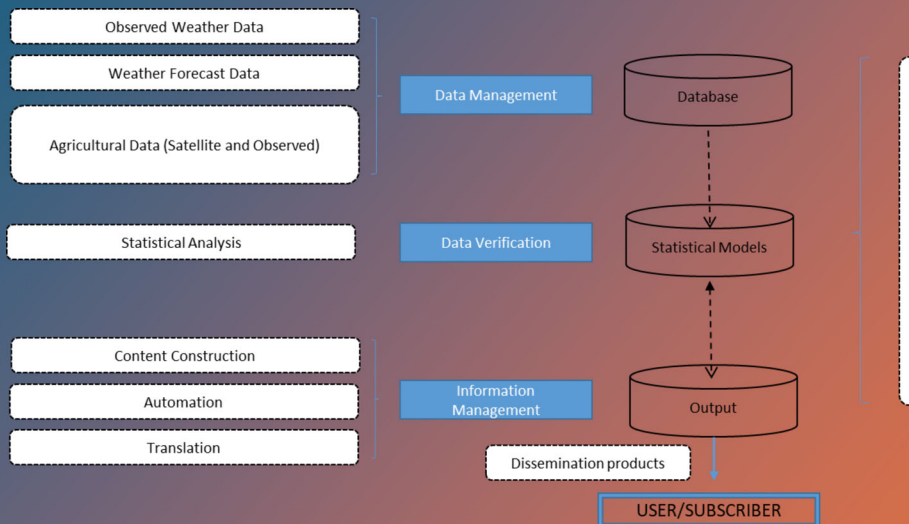 Observed Weather Data
Weather Forecast Data
Agricultural Data (Satellite and Observed)
Data Management
Database
Statistical Analysis
Data Verification
Statistical Models
Content Construction
Automation
Translation
Information
Management
Output
Dissemination products
USER/SUBSCRIBER